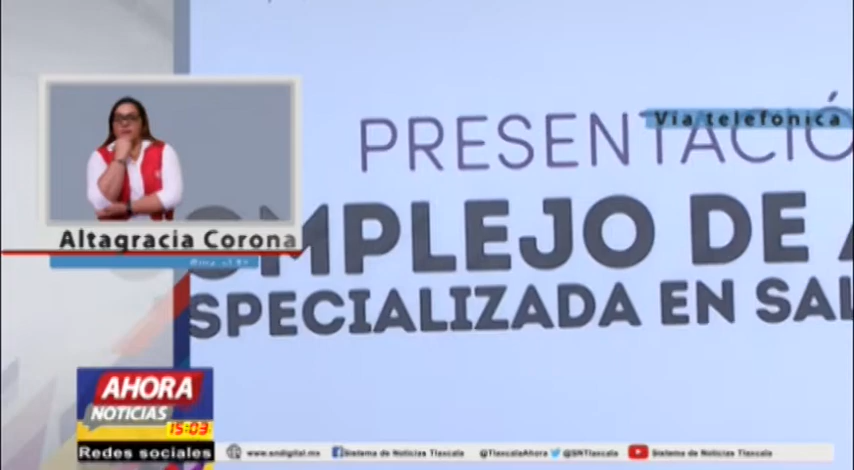 PRESENTACIÓ
Vía telefonica
Altagracia Corona
OMPLEJO DE A
SPECIALIZADA EN SAL
AHORA
NOTICIAS
15:03
Redes sociales
www.sndigital.mx Sistema de Noticias Tlaxcala @TlaxcalaAhora @SNTlaxcala Sistema de Noticias Tlaxcala